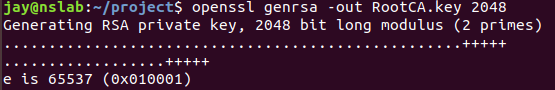 jay@nslab:~/project$ openssl genrsa -out RootCA.key 2048
Generating RSA private key, 2048 bit long modulus (2 primes)
.......................................................+++++
...................+++++
e is 65537 (0x010001)